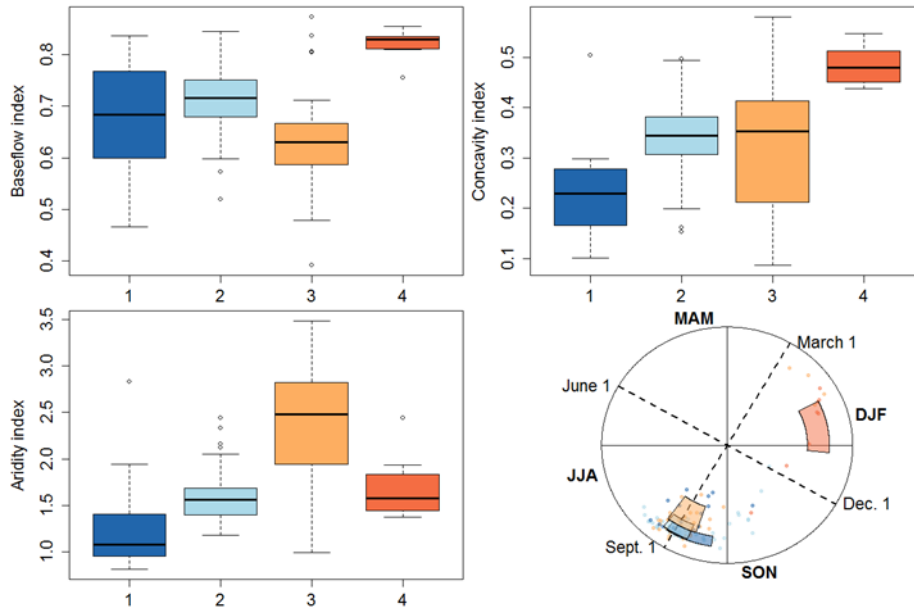 Baseflow index
0.8
0.7
0.6
0.5
0.4
1 2 3 4
Concavity index
0.5
0.4
0.3
0.2
0.1
1 2 3 4
Aridity index
3.5
3.0
2.5
2.0
1.5
1.0
1 2 3 4
MAM
March 1
June 1
DJF
JJA
Dec. 1
Sept. 1
SON